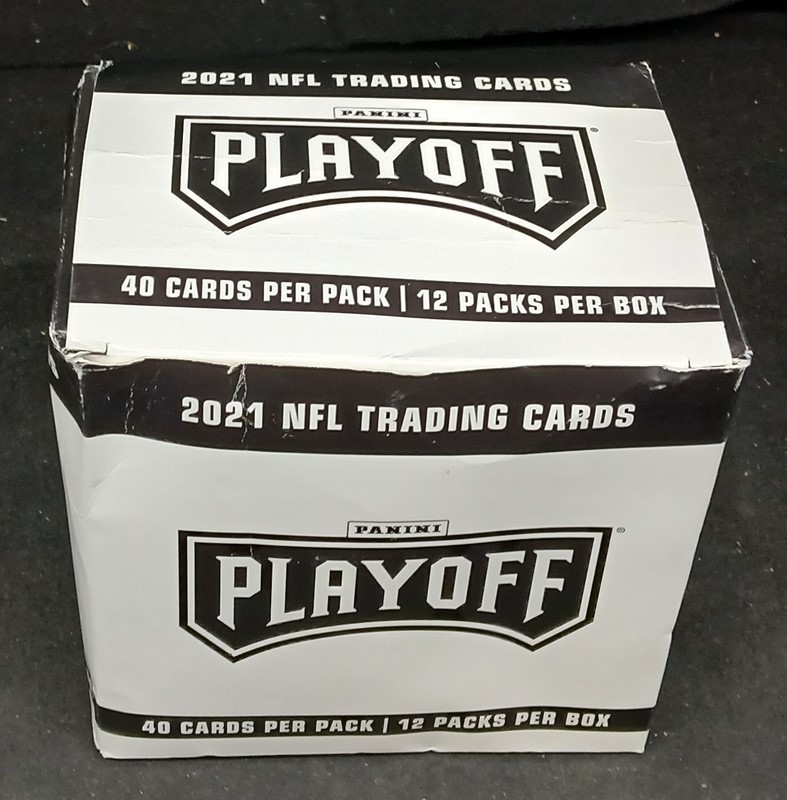 2021 NFL TRADING CARDS
PANINI
PLAYOFF
40 CARDS PER PACK | 12 PACKS PER BOX
2021 NFL TRADING CARDS
PANINI
PLAYOFF
40 CARDS PER PACK | 12 PACKS PER BOX